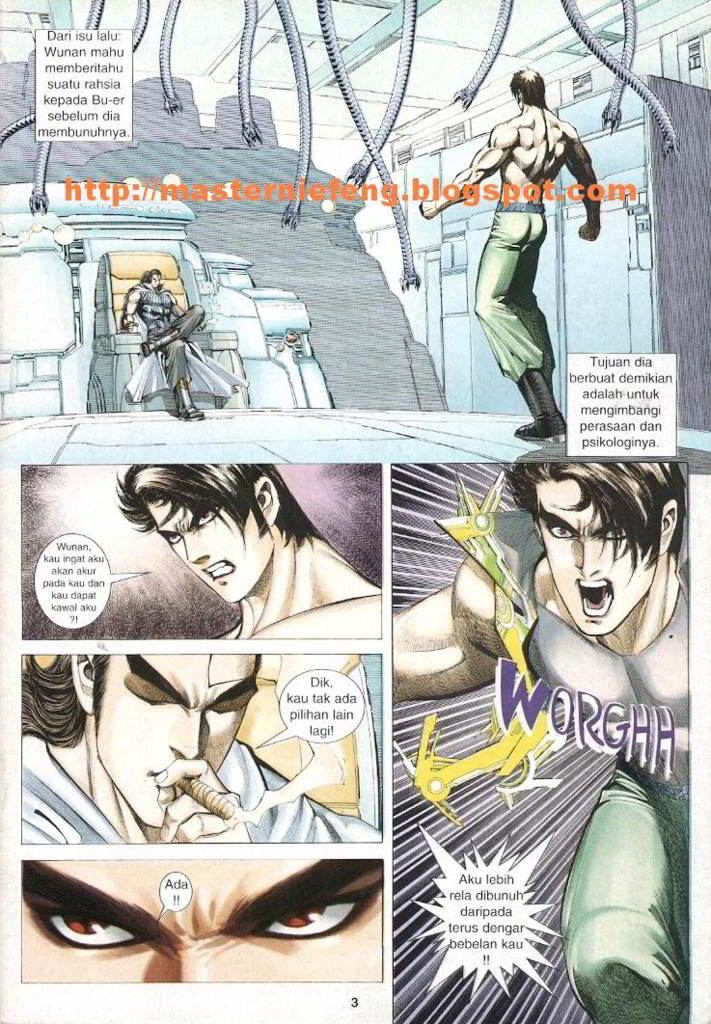 Dari isu lalu:
Wunan mahu
memberitahu
suatu rahsia
kepada Bu-er
sebelum dia
membunuhnya.
http://masterniefeng.blogspot.com
Tujuan dia
berbuat demikian
adalah untuk
mengimbangi
perasaan dan
psikologinya.
Wunan,
kau ingat aku
akan akur
pada kau dan
kau dapat
kawal aku
?!
Dik,
kau tak ada
pilihan lain
lagi!
Ada
!!
WORGHH
Aku lebih
rela dibunuh
daripada
terus dengar
bebelan kau
!!
3